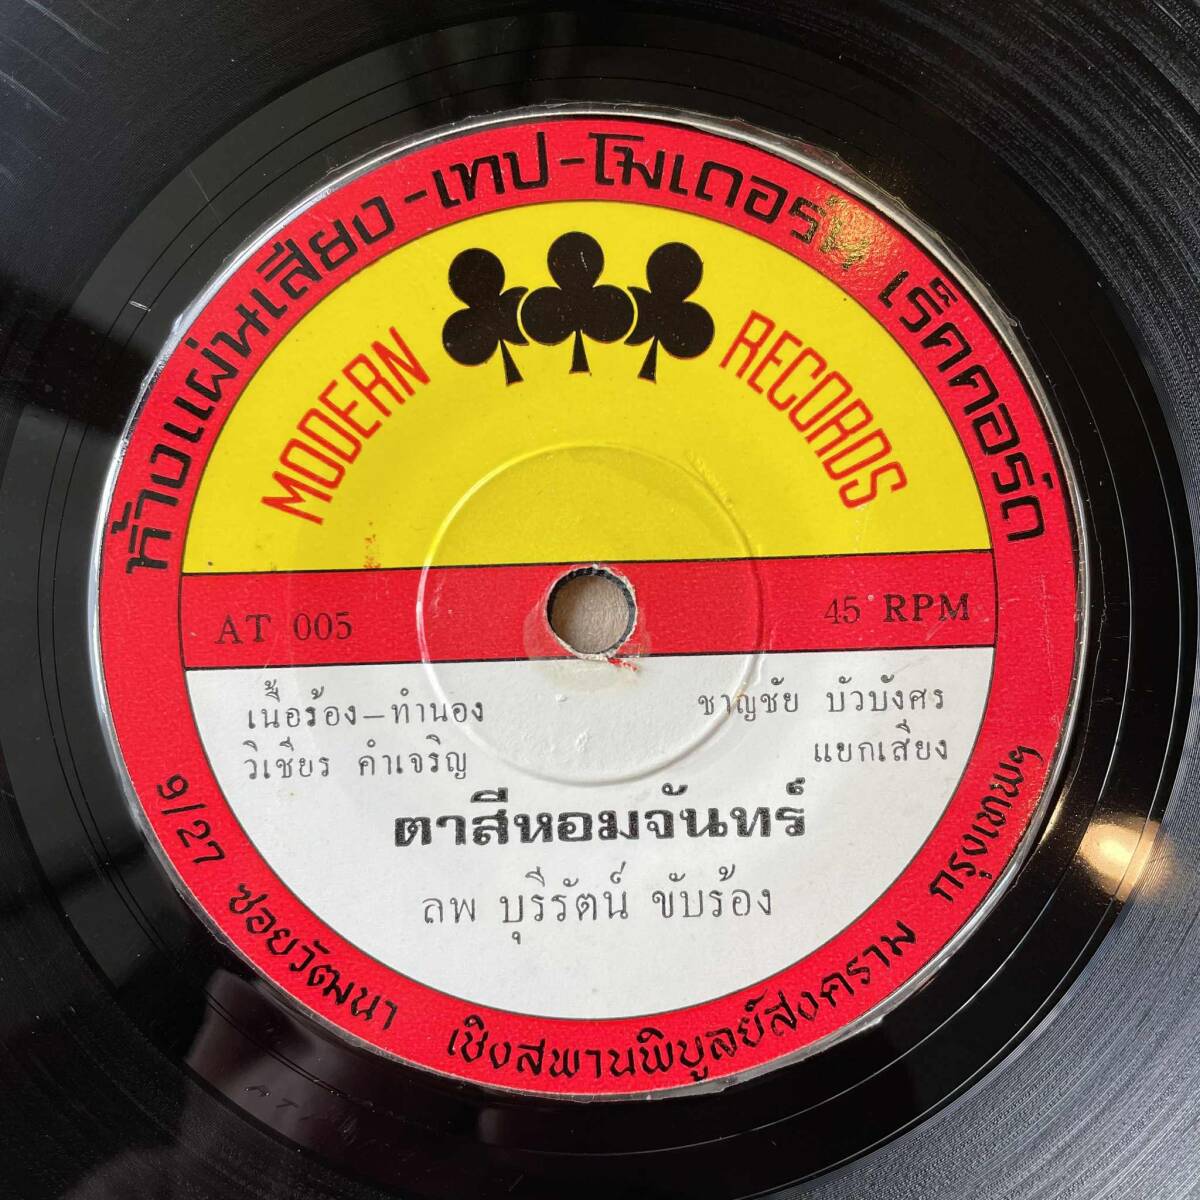 ห้างแผ่นเสียง-เทป-โมเดอร์น เร็คคอร์ด
MODERN RECORDS
AT 005
45 RPM
เนื้อร้อง-ทำนอง
วิเชียร คำเจริญ
ชาญชัย บัวบังศร
แยกเสียง
ตาสีหอมจันทร์
ลพ บุรีรัตน์ ขับร้อง
9/27 ซอยวัฒนา เชิงสพานพิบูลย์สงคราม กรุงเทพฯ